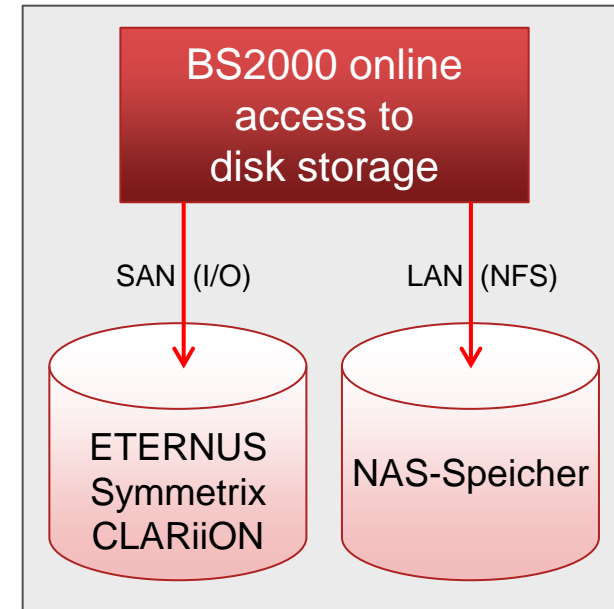 BS2000 online
access to
disk storage
SAN (I/O)
LAN (NFS)
ETERNUS
Symmetrix
CLARiiON
NAS-Speicher